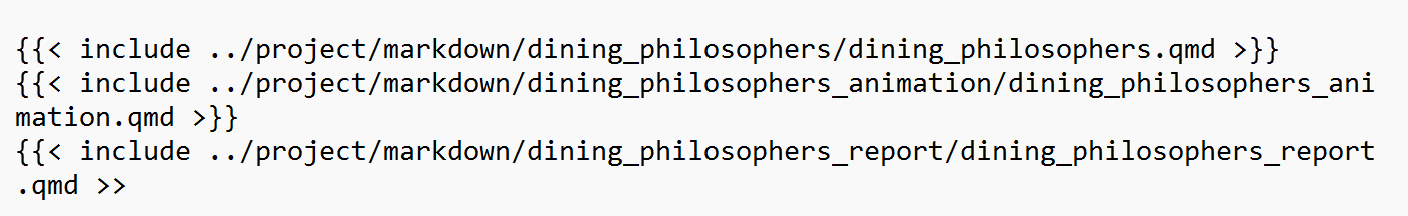 {{< include ../project/markdown/dining_philosophers/dining_philosophers.qmd >}}
{{< include ../project/markdown/dining_philosophers_animation/dining_philosophers_ani
mation.qmd >}}
{{< include ../project/markdown/dining_philosophers_report/dining_philosophers_report
.qmd >>